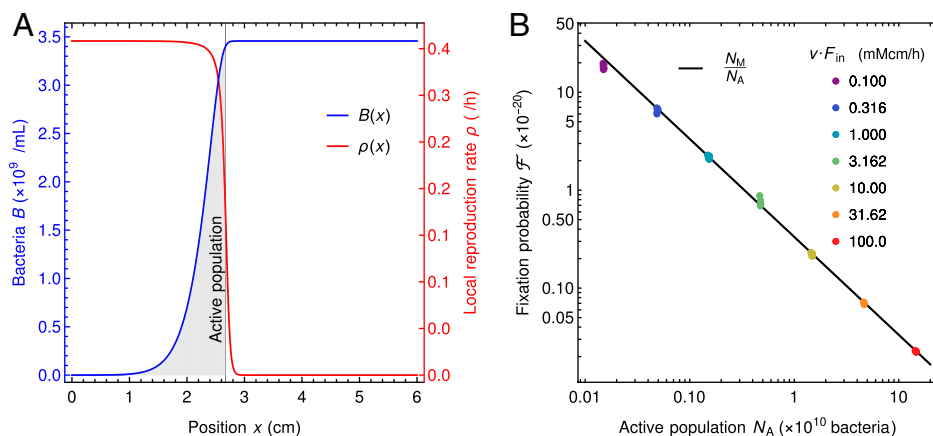 A
B
3.5
3.0
2.5
2.0
1.5
1.0
0.5
0.0
Bacteria B (×10⁹ /mL)
0.4
0.3
0.2
0.2
0.1
0.1
0.0
0.0
Local reproduction rate ρ ( /h)
B(x)
ρ(x)
Active population
0 1 2 3 4 5 6
Position x (cm)
50
10
5
1
0.50
0.10
0.05
Fixation probability ℱ (×10⁻²⁰)
N_M
N_A
v·F_in (mMcm/h)
0.100
0.316
1.000
3.162
10.00
31.62
100.0
0.01 0.10 1 10
Active population N_A (×10¹⁰ bacteria)